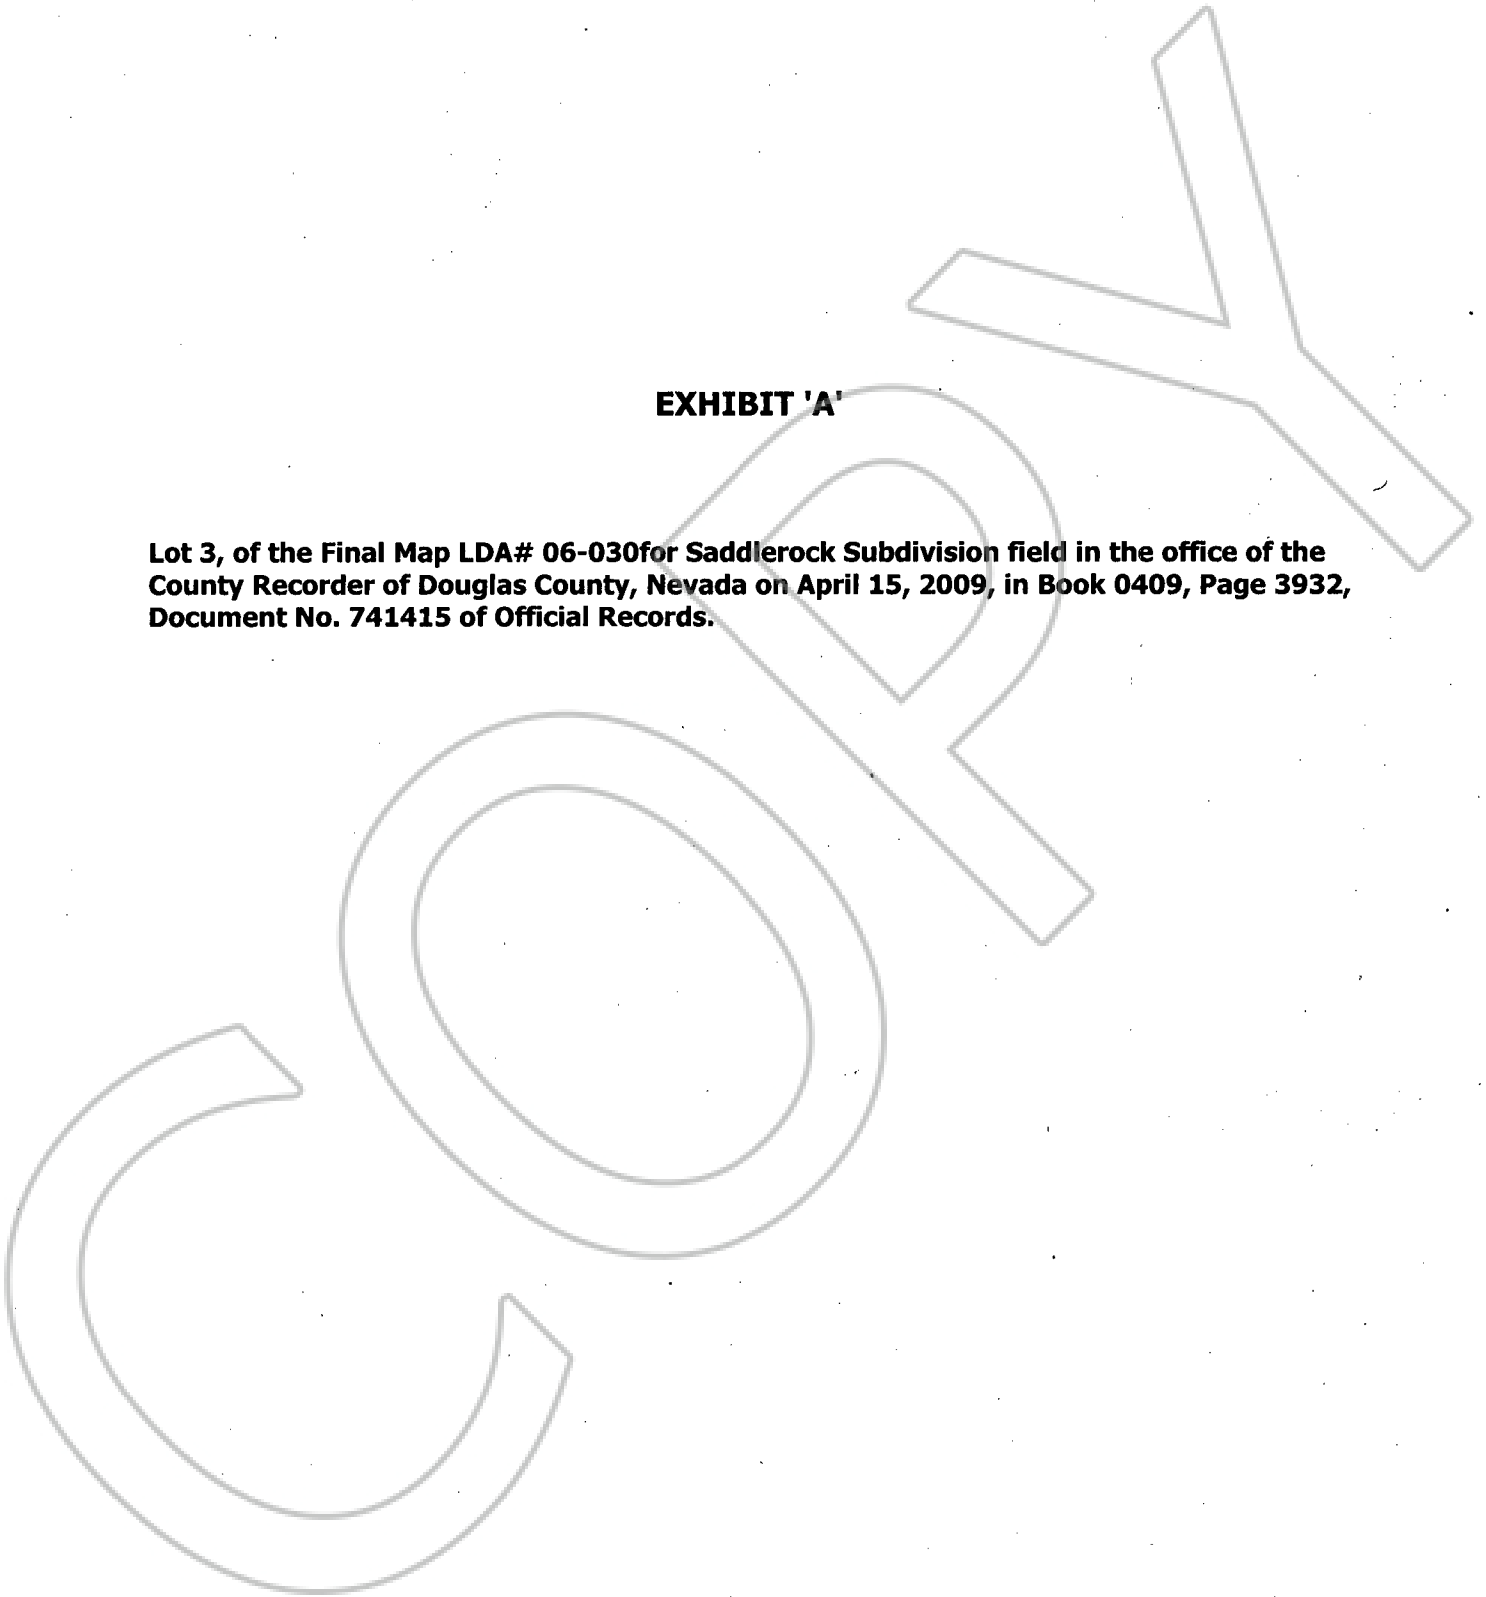 EXHIBIT 'A'
Lot 3, of the Final Map LDA# 06-030for Saddlerock Subdivision field in the office of the
County Recorder of Douglas County, Nevada on April 15, 2009, in Book 0409, Page 3932,
Document No. 741415 of Official Records.
COPY